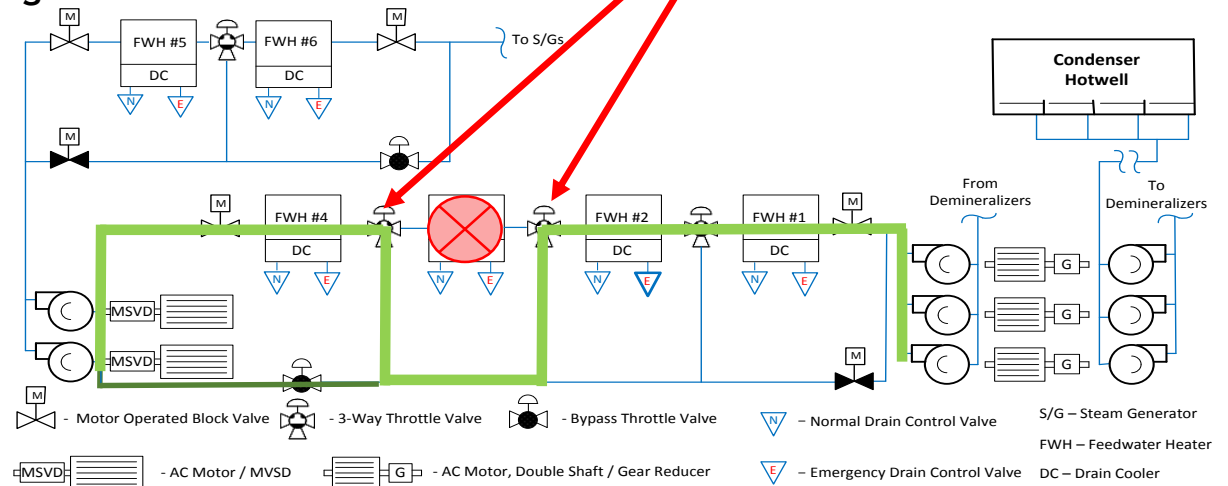 g
M
M
FWH #5
FWH #6
To S/Gs
DC
DC
N
E
N
E
M
Condenser
Hotwell
M
M
FWH #4
FWH #2
FWH #1
From
Demineralizers
To
Demineralizers
DC
DC
DC
N
E
N
E
N
E
N
E
G
MSVD
G
MSVD
M
G
M
- Motor Operated Block Valve
- 3-Way Throttle Valve
- Bypass Throttle Valve
N
– Normal Drain Control Valve
S/G – Steam Generator
FWH – Feedwater Heater
MSVD
- AC Motor / MVSD
G
- AC Motor, Double Shaft / Gear Reducer
E
– Emergency Drain Control Valve
DC – Drain Cooler